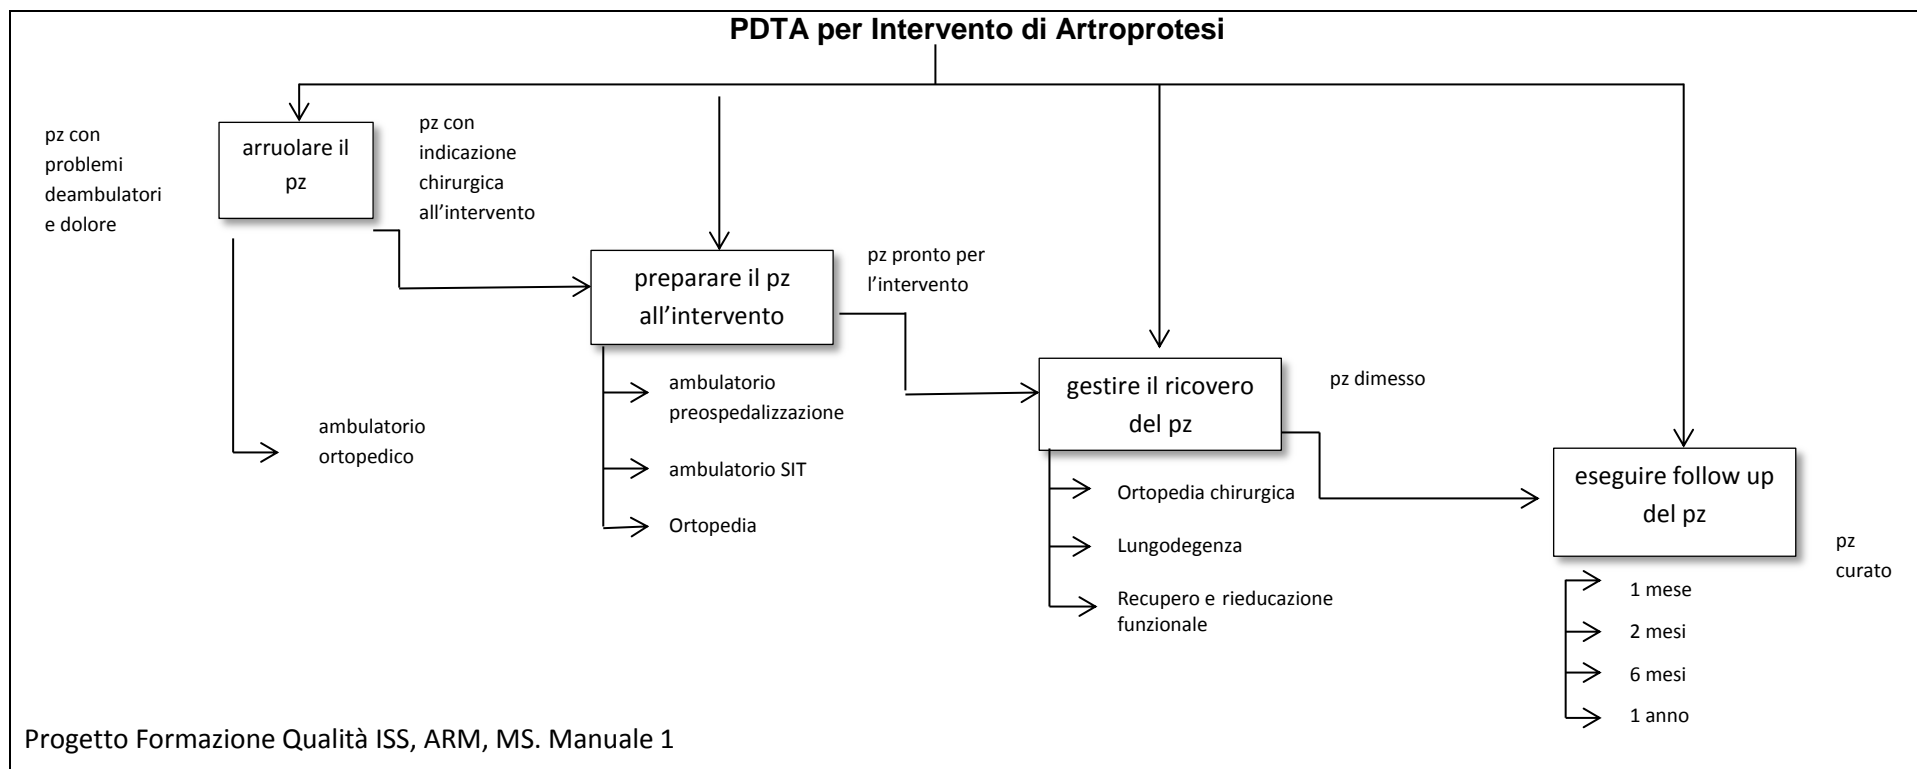 PDTA per Intervento di Artroprotesi
pz con
problemi
deambulatori
e dolore
arruolare il
pz
pz con
indicazione
chirurgica
all’intervento
ambulatorio
ortopedico
preparare il pz
all’intervento
pz pronto per
l’intervento
ambulatorio
preospedalizzazione
ambulatorio SIT
Ortopedia
gestire il ricovero
del pz
pz dimesso
Ortopedia chirurgica
Lungodegenza
Recupero e rieducazione
funzionale
eseguire follow up
del pz
pz
curato
1 mese
2 mesi
6 mesi
1 anno
Progetto Formazione Qualità ISS, ARM, MS. Manuale 1